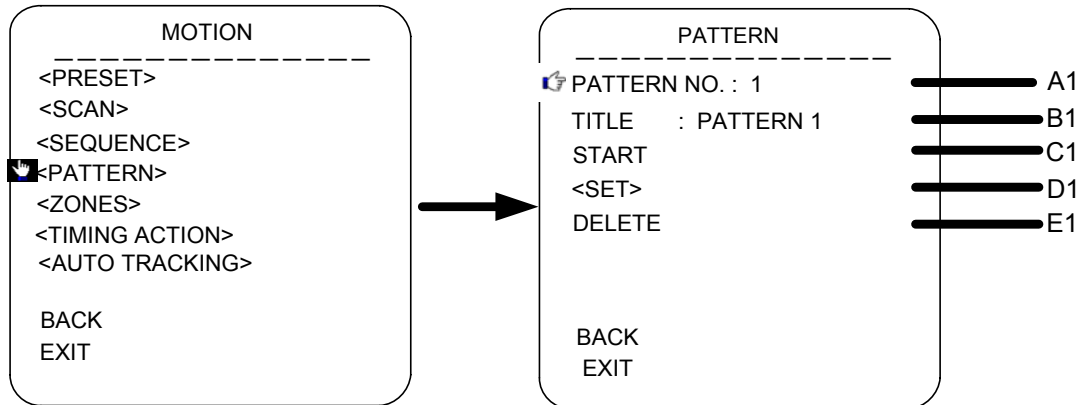 MOTION
<PRESET>
<SCAN>
<SEQUENCE>
<PATTERN>
<ZONES>
<TIMING ACTION>
<AUTO TRACKING>
BACK
EXIT
PATTERN
PATTERN NO. : 1
TITLE : PATTERN 1
START
<SET>
DELETE
BACK
EXIT
A1
B1
C1
D1
E1